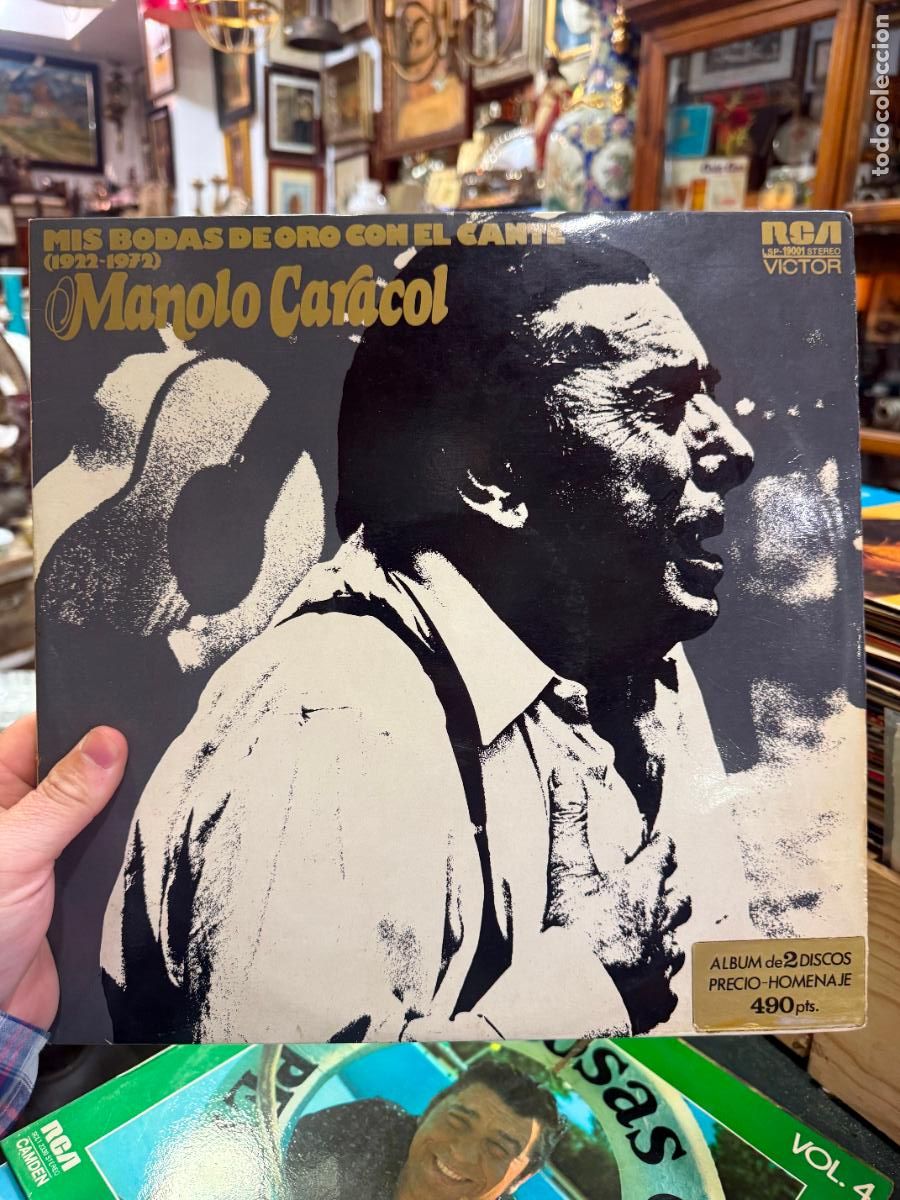 MIS BODAS DE ORO CON EL CANTE
(1922-1972)
Manolo Caracol
RCA
LSP-19001 STEREO
VICTOR
ALBUM de 2 DISCOS
PRECIO-HOMENAJE
490 pts.
RCA
CAMDEN
VOL. 4
todocoleccion